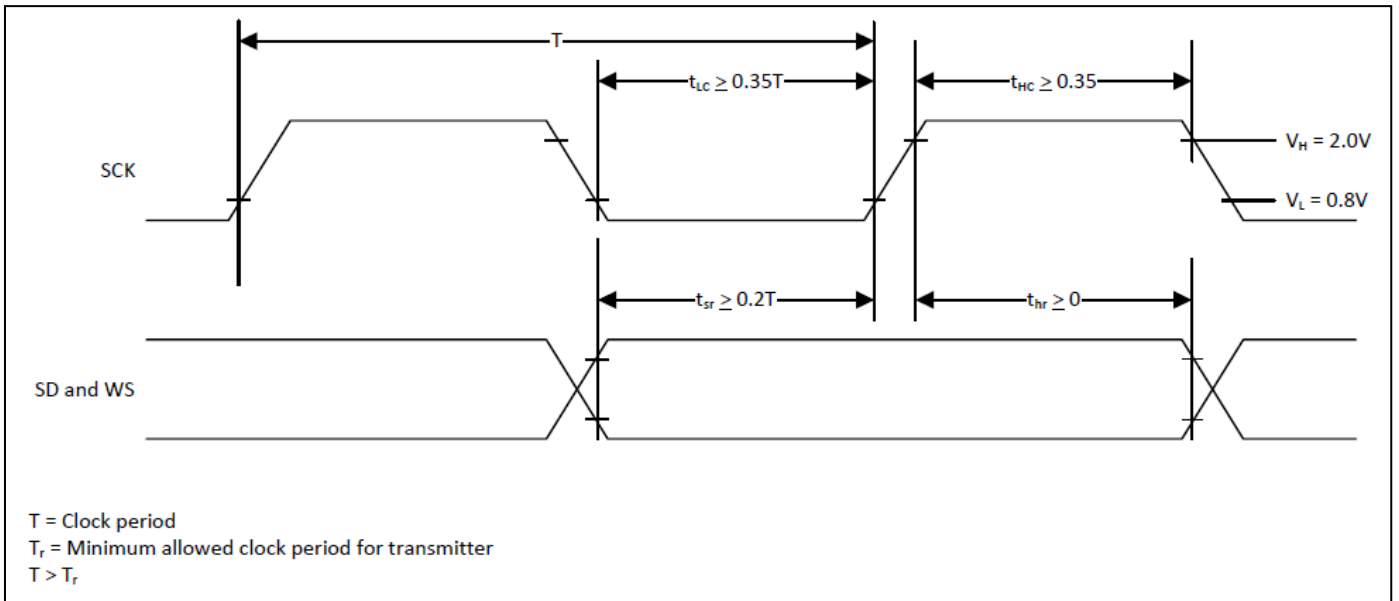 T
t_LC ≥ 0.35T
t_HC ≥ 0.35
SCK
V_H = 2.0V
V_L = 0.8V
t_sr ≥ 0.2T
t_hr ≥ 0
SD and WS
T = Clock period
T_r = Minimum allowed clock period for transmitter
T > T_r